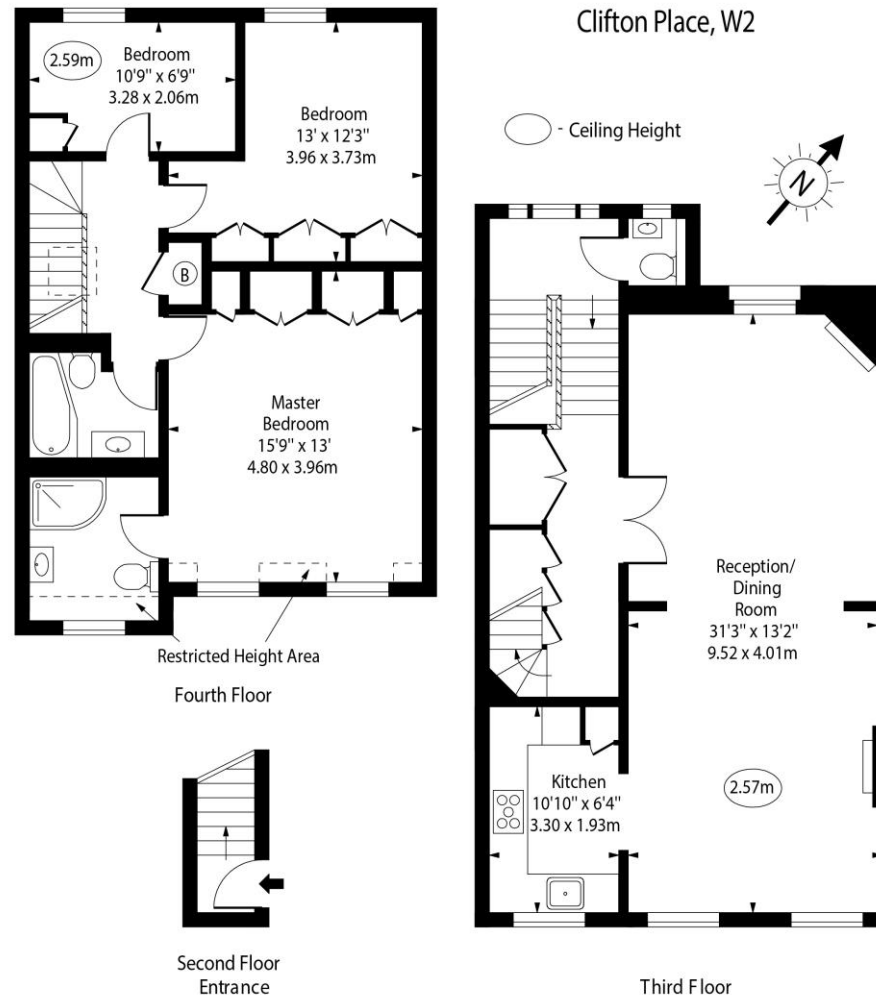 Clifton Place, W2
- Ceiling Height
N
2.59m
Bedroom
10'9" x 6'9"
3.28 x 2.06m
Bedroom
13' x 12'3"
3.96 x 3.73m
B
Master
Bedroom
15'9" x 13'
4.80 x 3.96m
Restricted Height Area
Fourth Floor
Reception/
Dining
Room
31'3" x 13'2"
9.52 x 4.01m
Kitchen
10'10" x 6'4"
3.30 x 1.93m
2.57m
Second Floor
Entrance
Third Floor